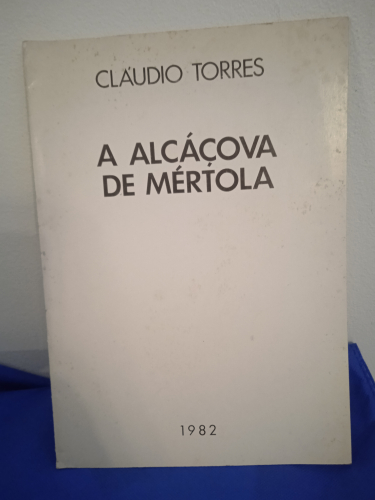 CLÁUDIO TORRES
A ALCÁÇOVA
DE MÉRTOLA
1982